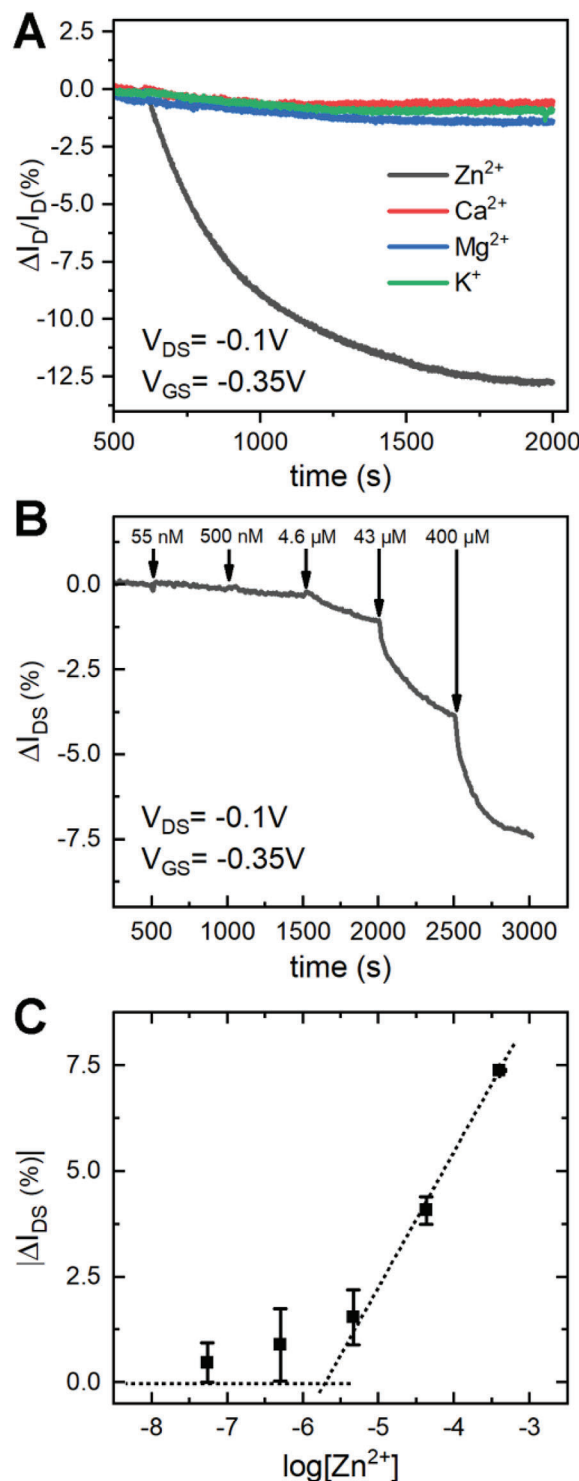 A
2.5
0.0
-2.5
-5.0
-7.5
-10.0
-12.5
ΔI_D/I_D(%)
Zn²⁺
Ca²⁺
Mg²⁺
K⁺
V_DS= -0.1V
V_GS= -0.35V
500 1000 1500 2000
time (s)
B
55 nM 500 nM 4.6 µM 43 µM 400 µM
0.0
-2.5
-5.0
-7.5
ΔI_DS (%)
V_DS= -0.1V
V_GS= -0.35V
500 1000 1500 2000 2500 3000
time (s)
C
7.5
5.0
2.5
0.0
|ΔI_DS (%)|
-8 -7 -6 -5 -4 -3
log[Zn²⁺]